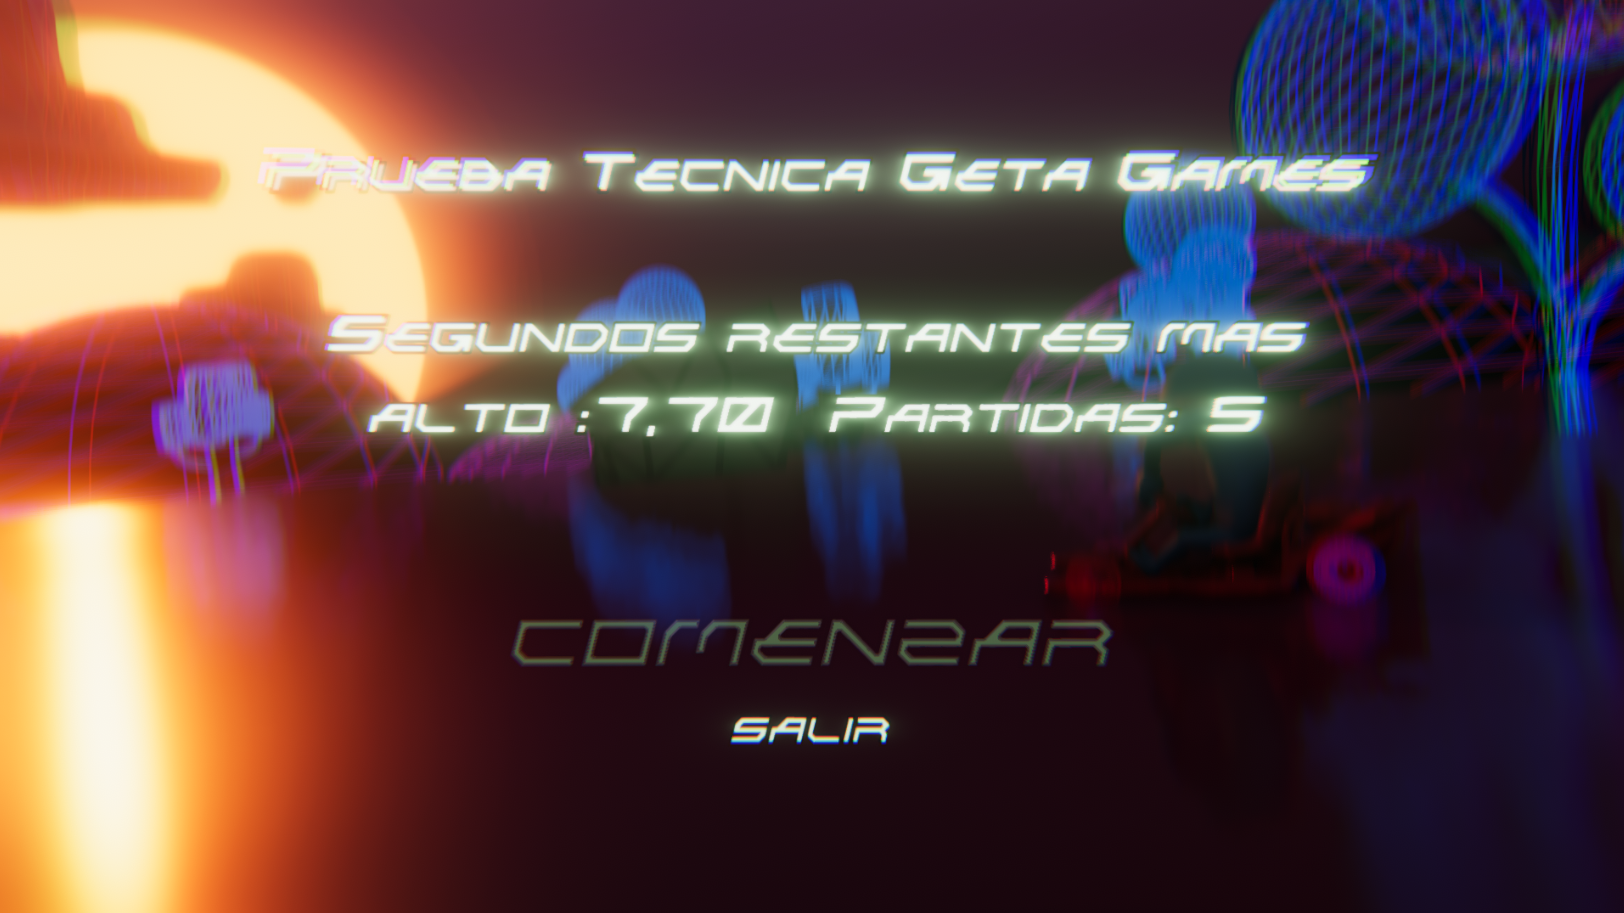 Prueba Tecnica Geta Games
Segundos restantes mas
alto :7,70 Partidas: 5
COMENZAR
SALIR